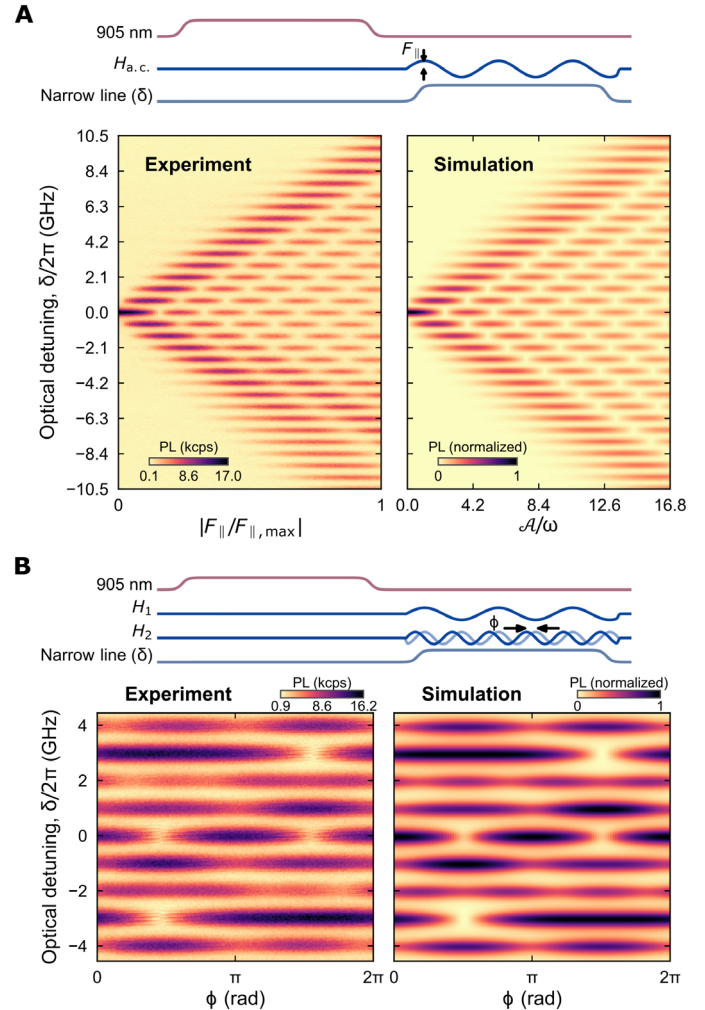 A
905 nm
F∥
Ha.c.
Narrow line (δ)
Optical detuning, δ/2π (GHz)
10.5
8.4
6.3
4.2
2.1
0.0
−2.1
−4.2
−6.3
−8.4
−10.5
Experiment
PL (kcps)
0.1 8.6 17.0
0 1
|F∥/F∥,max|
Simulation
PL (normalized)
0 1
0.0 4.2 8.4 12.6 16.8
𝒜/ω
B
905 nm
H1
ϕ
H2
Narrow line (δ)
Experiment
PL (kcps)
0.9 8.6 16.2
Simulation
PL (normalized)
0 1
Optical detuning, δ/2π (GHz)
4
2
0
−2
−4
0 π 2π
ϕ (rad)
0 π 2π
ϕ (rad)